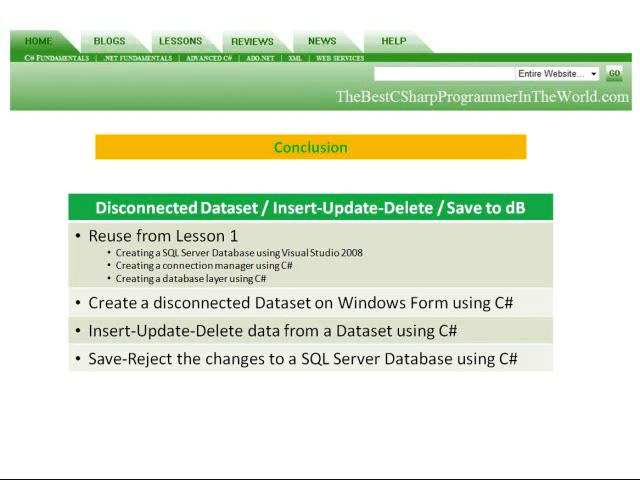 HOME BLOGS LESSONS REVIEWS NEWS HELP
C# FUNDAMENTALS | .NET FUNDAMENTALS | ADVANCED C# | ADO.NET | XML | WEB SERVICES
Entire Website... GO
TheBestCSharpProgrammerInTheWorld.com
Conclusion
Disconnected Dataset / Insert-Update-Delete / Save to dB
• Reuse from Lesson 1
• Creating a SQL Server Database using Visual Studio 2008
• Creating a connection manager using C#
• Creating a database layer using C#
• Create a disconnected Dataset on Windows Form using C#
• Insert-Update-Delete data from a Dataset using C#
• Save-Reject the changes to a SQL Server Database using C#